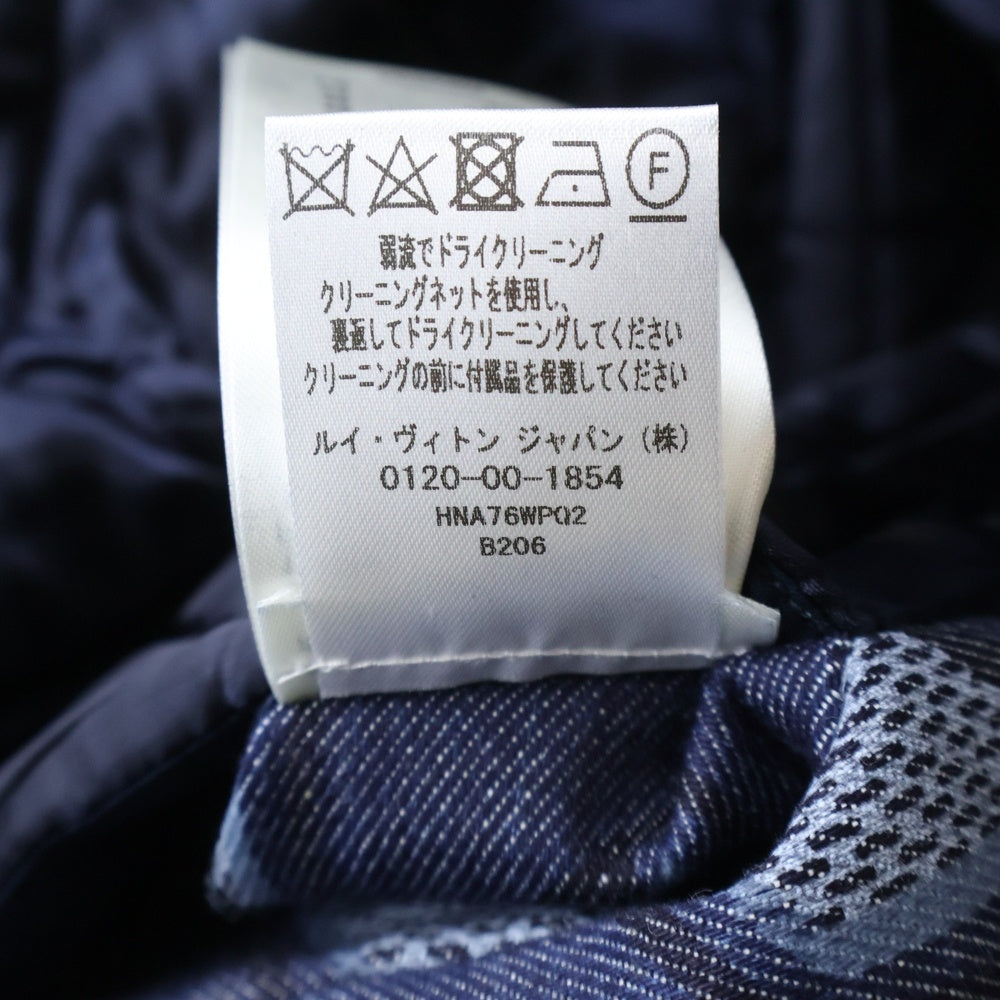 F
弱流でドライクリーニング
クリーニングネットを使用し、
裏返してドライクリーニングしてください
クリーニングの前に付属品を保護してください
ルイ・ヴィトン ジャパン（株）
0120-00-1854
HNA76WPQ2
B206